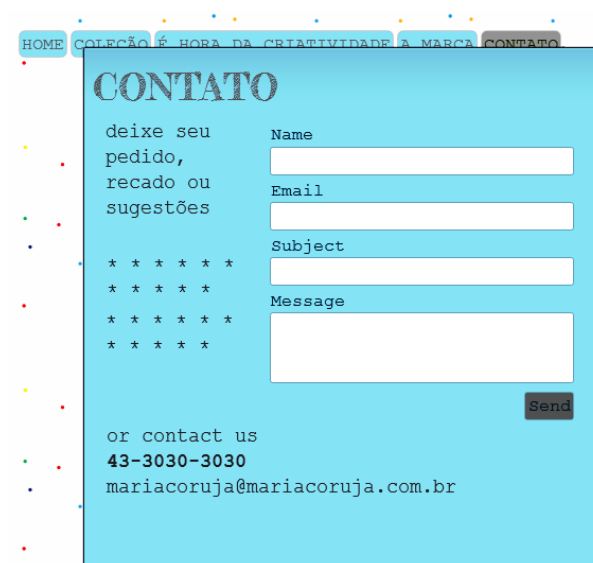 HOME COLEÇÃO É HORA DA CRIATIVIDADE A MARCA CONTATO
CONTATO
deixe seu
pedido,
recado ou
sugestões
* * * * * *
* * * * *
* * * * * *
* * * * *
Name
Email
Subject
Message
Send
or contact us
43-3030-3030
mariacoruja@mariacoruja.com.br